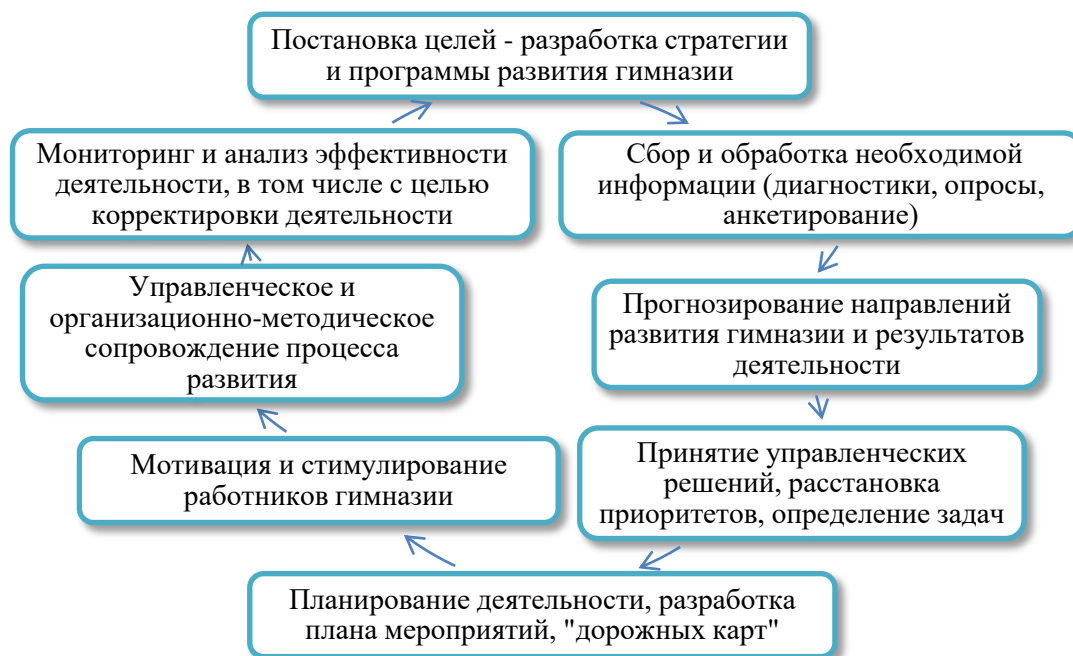 Постановка целей - разработка стратегии
и программы развития гимназии
Сбор и обработка необходимой
информации (диагностики, опросы,
анкетирование)
Прогнозирование направлений
развития гимназии и результатов
деятельности
Принятие управленческих
решений, расстановка
приоритетов, определение задач
Планирование деятельности, разработка
плана мероприятий, "дорожных карт"
Мотивация и стимулирование
работников гимназии
Управленческое и
организационно-методическое
сопровождение процесса
развития
Мониторинг и анализ эффективности
деятельности, в том числе с целью
корректировки деятельности